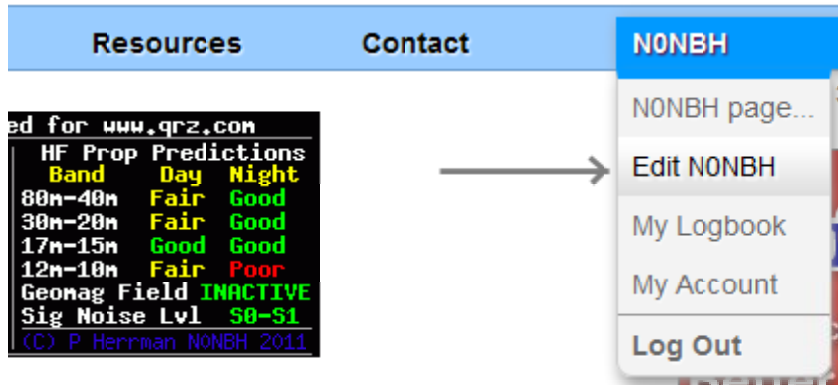 Resources Contact N0NBH
ed for www.qrz.com
HF Prop Predictions
Band Day Night
80m-40m Fair Good
30m-20m Fair Good
17m-15m Good Good
12m-10m Fair Poor
Geomag Field INACTIVE
Sig Noise Lvl S0-S1
(C) P Herrman N0NBH 2011
N0NBH page...
Edit N0NBH
My Logbook
My Account
Log Out